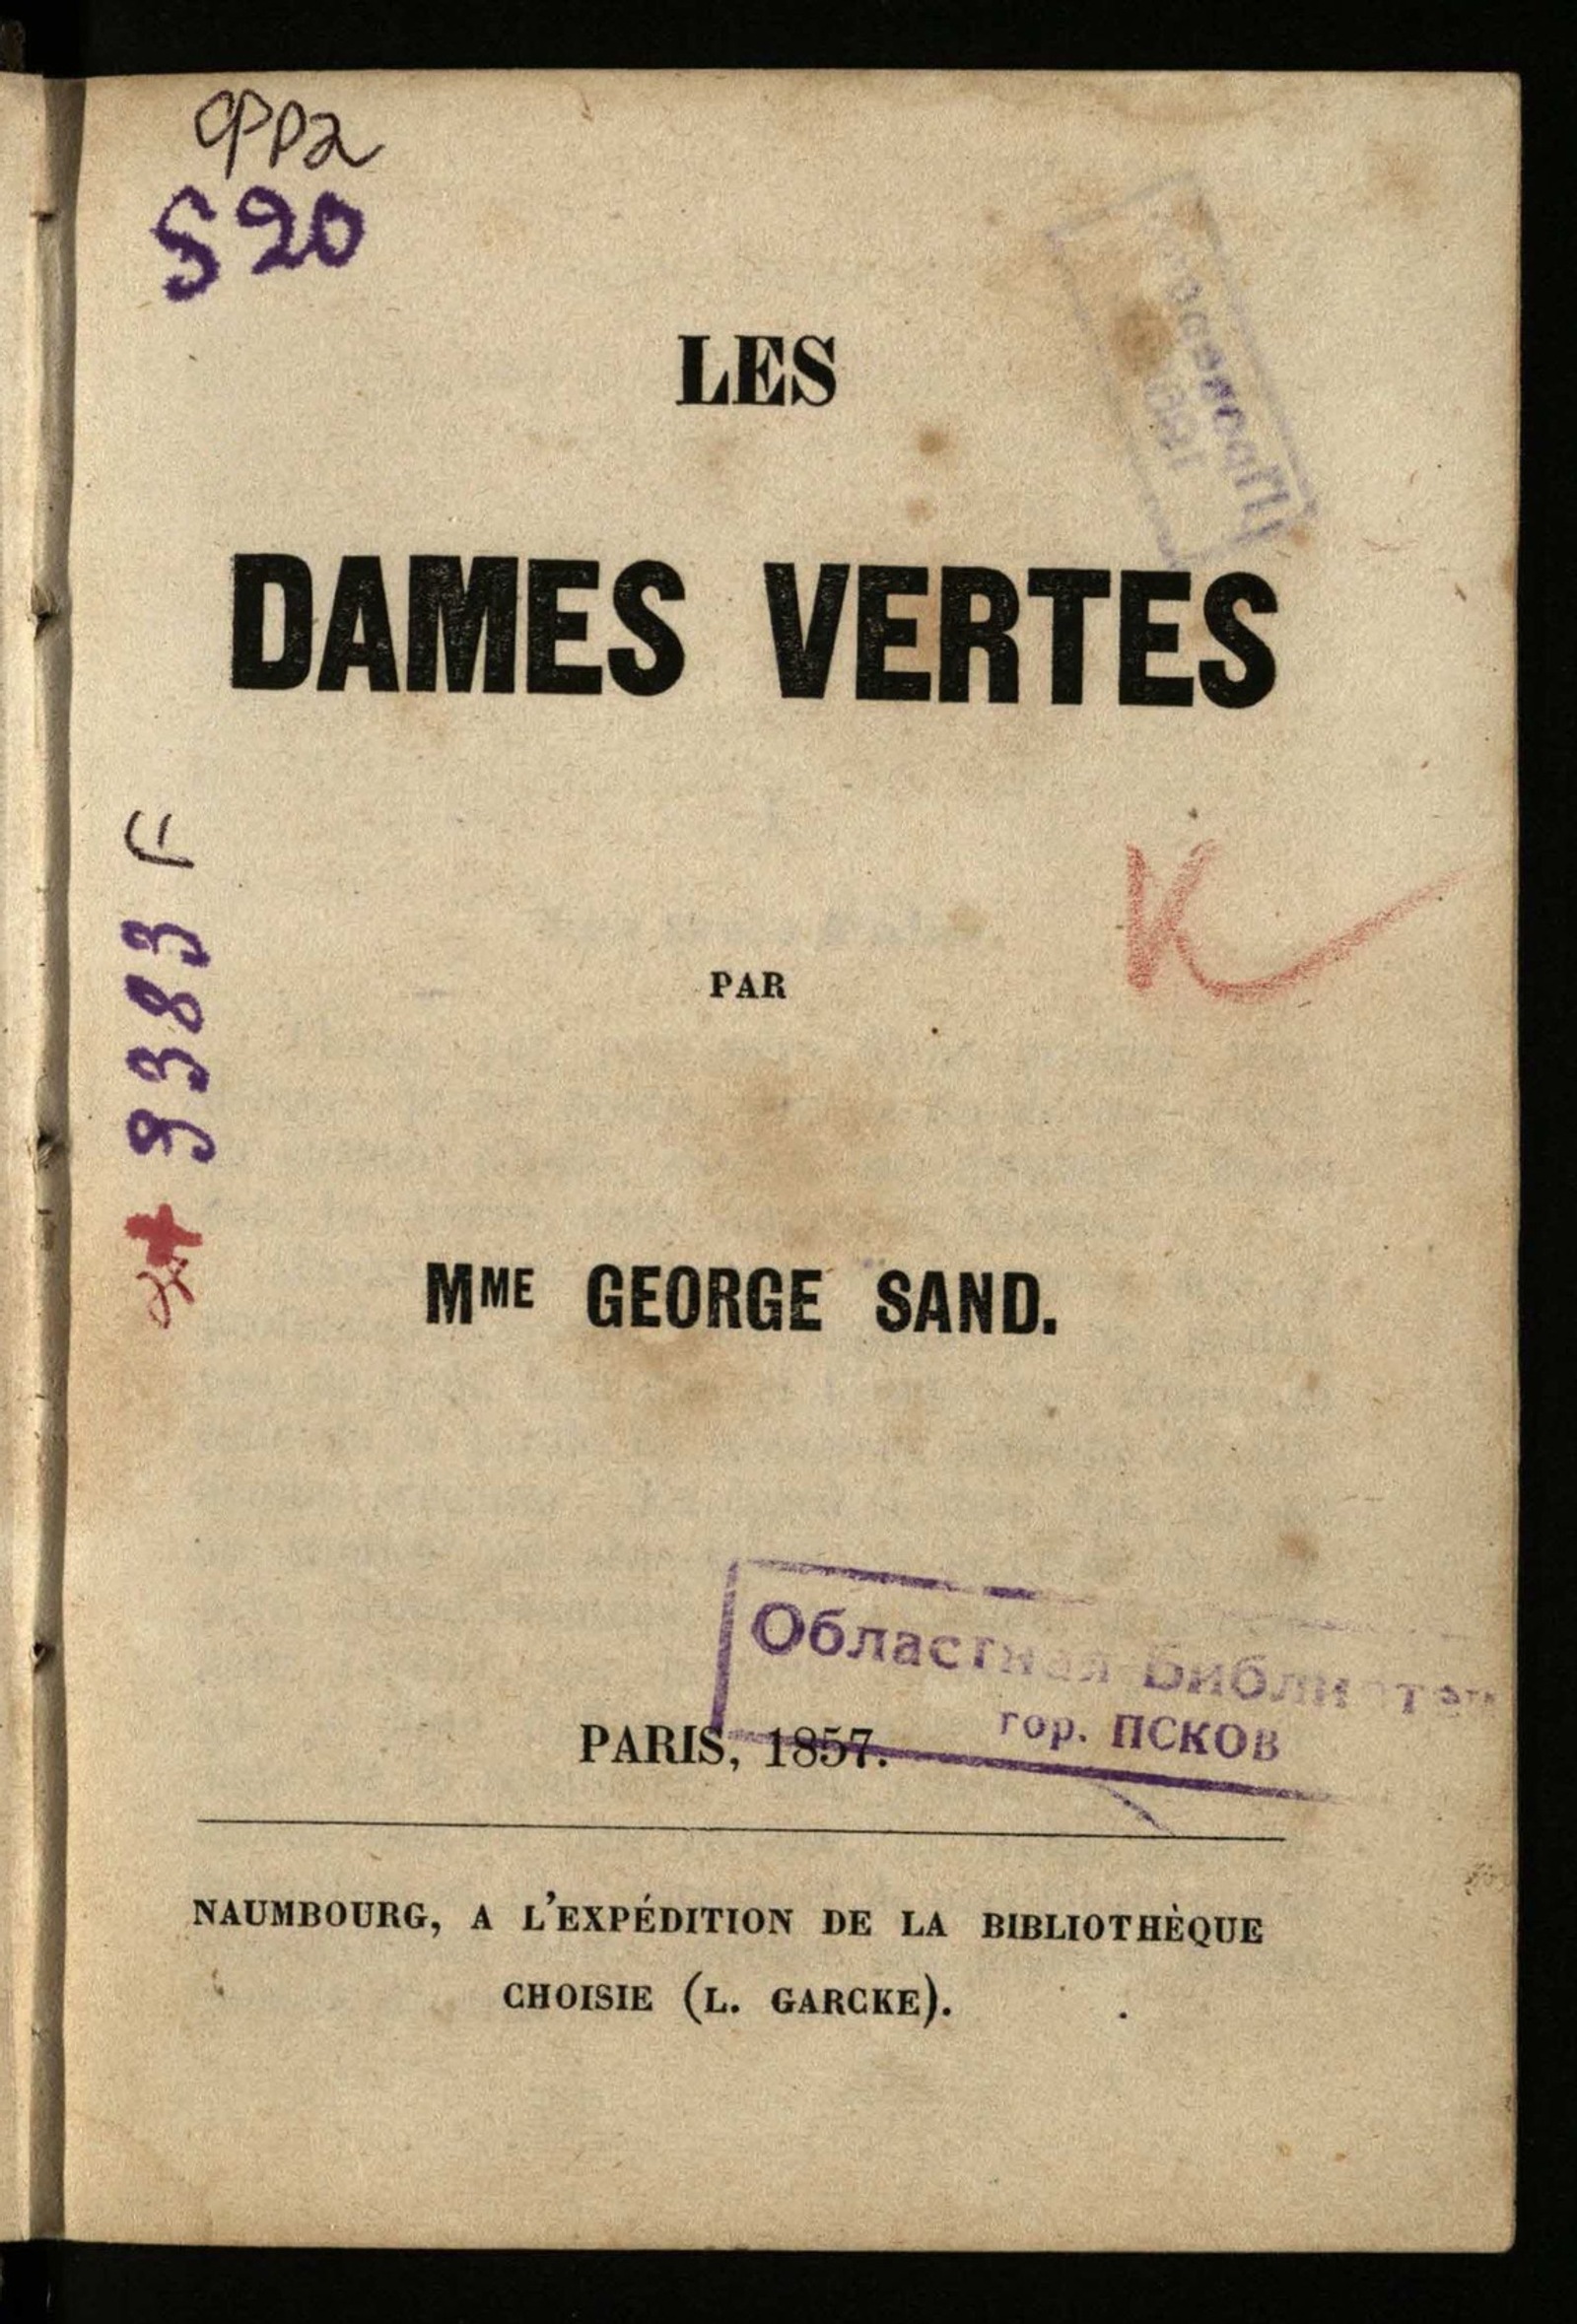 фра
S20
LES
DAMES VERTES
9383 F
К
PAR
MME GEORGE SAND.
Областная Библиотек
гор. ПСКОВ
PARIS, 1857.
NAUMBOURG, A L'EXPÉDITION DE LA BIBLIOTHÈQUE
CHOISIE (L. GARCKE).